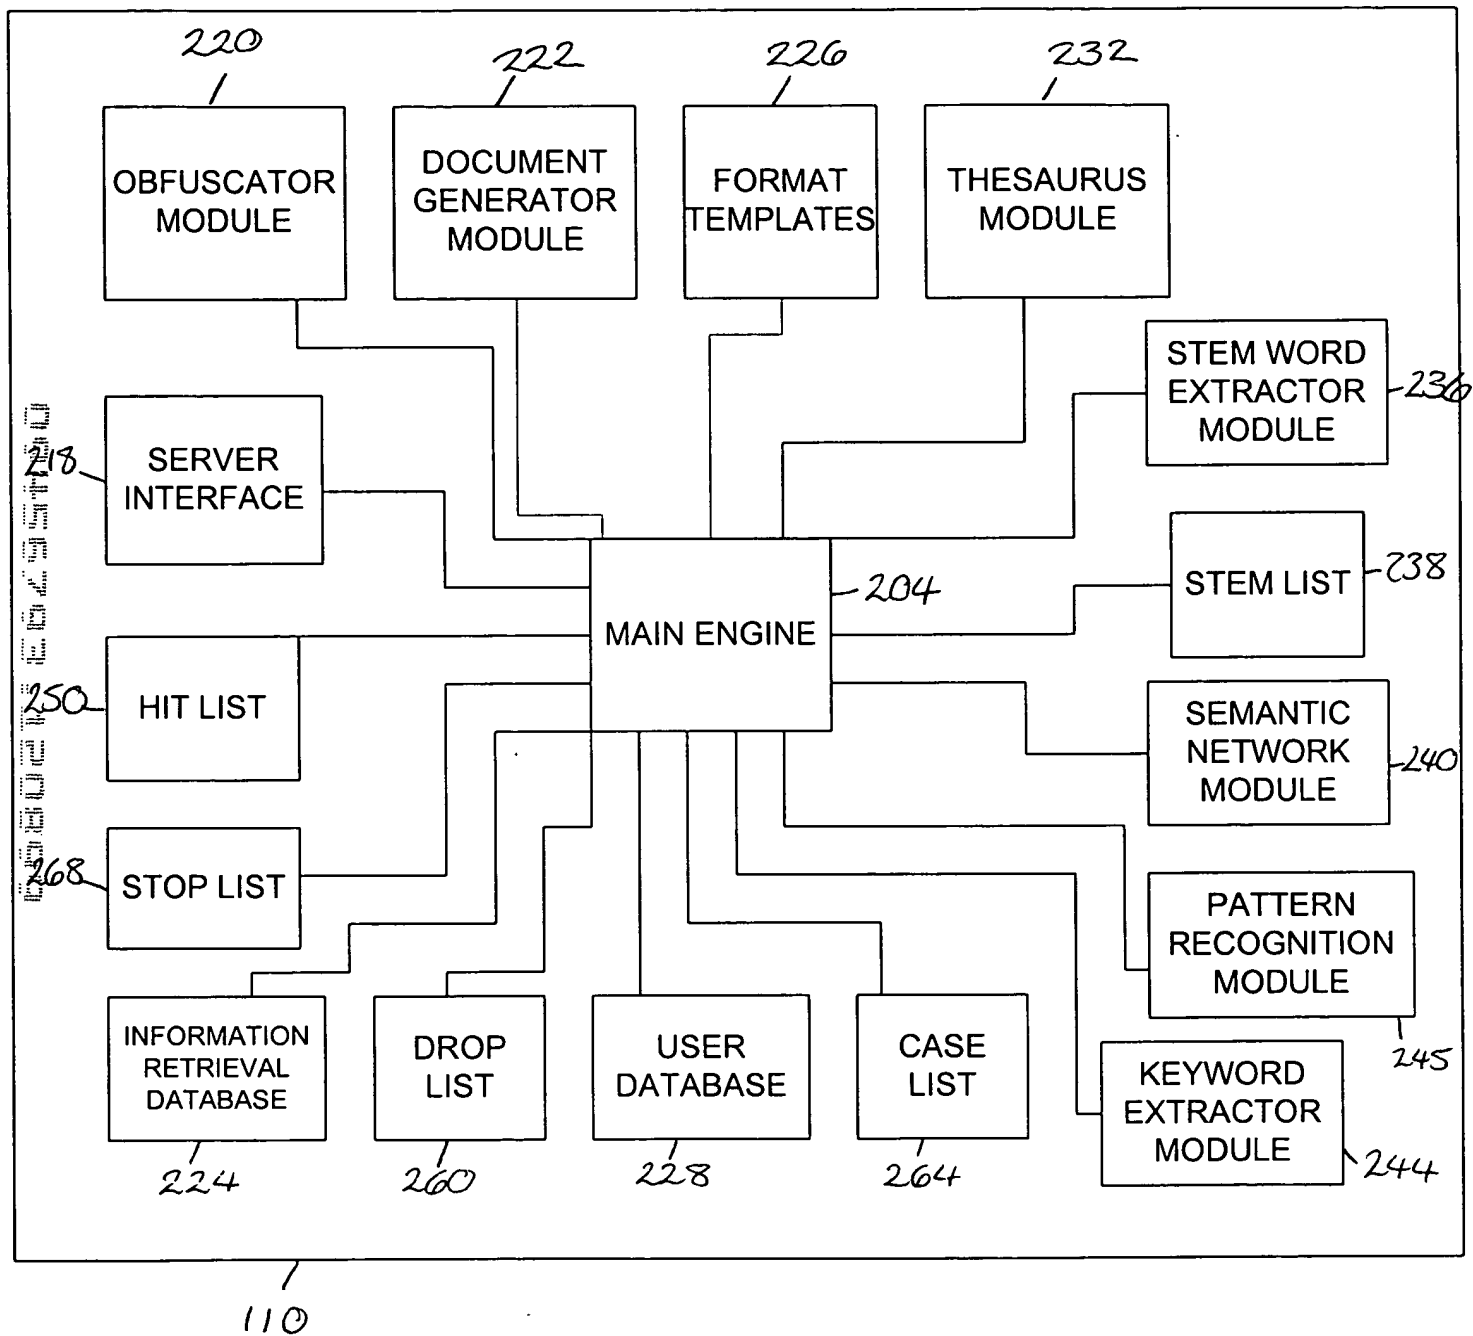 220
222
226
232
OBFUSCATOR
MODULE
DOCUMENT
GENERATOR
MODULE
FORMAT
TEMPLATES
THESAURUS
MODULE
STEM WORD
EXTRACTOR
MODULE
236
218
SERVER
INTERFACE
STEM LIST
238
204
MAIN ENGINE
250
HIT LIST
SEMANTIC
NETWORK
MODULE
240
268
STOP LIST
PATTERN
RECOGNITION
MODULE
245
INFORMATION
RETRIEVAL
DATABASE
224
DROP
LIST
260
USER
DATABASE
228
CASE
LIST
264
KEYWORD
EXTRACTOR
MODULE
244
110